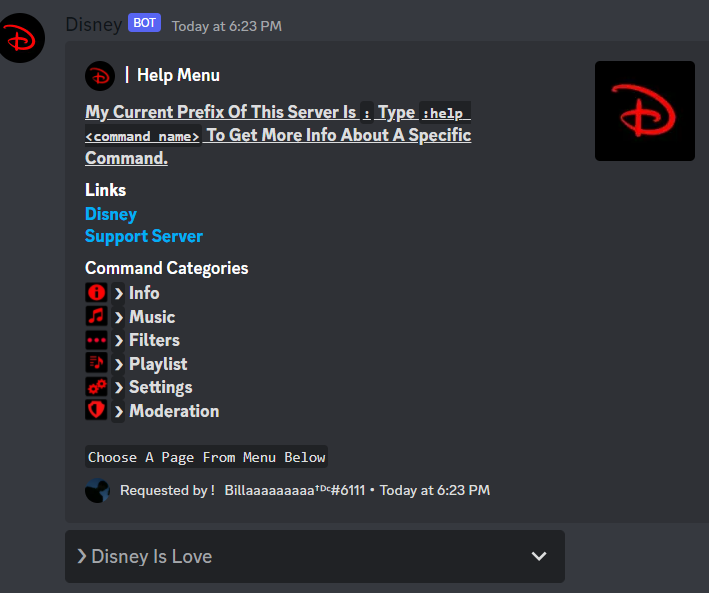 Disney BOT Today at 6:23 PM
| Help Menu
My Current Prefix Of This Server Is : Type :help
<command name> To Get More Info About A Specific
Command.
Links
Disney
Support Server
Command Categories
› Info
› Music
› Filters
› Playlist
› Settings
› Moderation
Choose A Page From Menu Below
Requested by ! Billaaaaaaaaa†ᴰᶜ#6111 • Today at 6:23 PM
› Disney Is Love